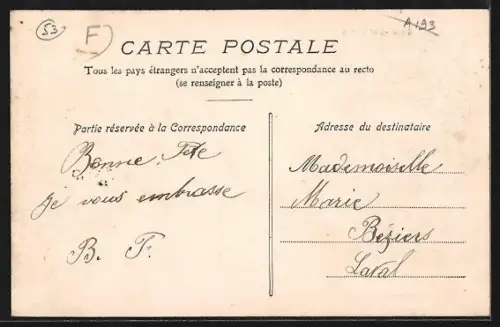 53
F
A193
CARTE POSTALE
Tous les pays étrangers n'acceptent pas la correspondance au recto
(se renseigner à la poste)
Partie réservée à la Correspondance
Bonne Fête
je vous embrasse
B. F.
Adresse du destinataire
Mademoiselle
Marie
Béziers
Laval